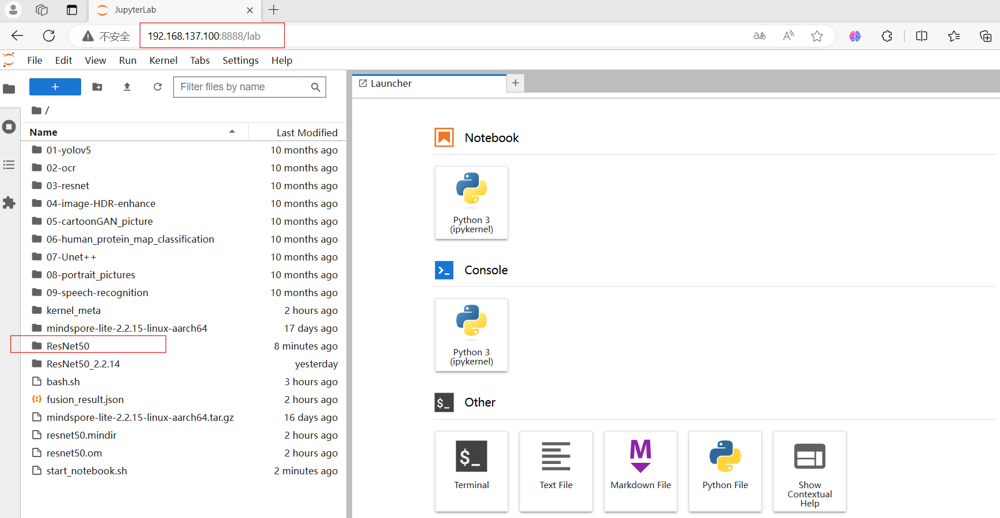 JupyterLab
不安全
192.168.137.100:8888/lab
aあ
File Edit View Run Kernel Tabs Settings Help
Filter files by name
Launcher
/
Name Last Modified
01-yolov5 10 months ago
02-ocr 10 months ago
03-resnet 10 months ago
04-image-HDR-enhance 10 months ago
05-cartoonGAN_picture 10 months ago
06-human_protein_map_classification 10 months ago
07-Unet++ 10 months ago
08-portrait_pictures 10 months ago
09-speech-recognition 10 months ago
kernel_meta 2 hours ago
mindspore-lite-2.2.15-linux-aarch64 17 days ago
ResNet50 8 minutes ago
ResNet50_2.2.14 yesterday
bash.sh 3 hours ago
fusion_result.json 2 hours ago
mindspore-lite-2.2.15-linux-aarch64.tar.gz 16 days ago
resnet50.mindir 2 hours ago
resnet50.om 2 hours ago
start_notebook.sh 2 minutes ago
Notebook
Python 3
(ipykernel)
Console
Python 3
(ipykernel)
$_ Other
$_
Terminal
Text File
M
Markdown File
Python File
Show
Contextual
Help